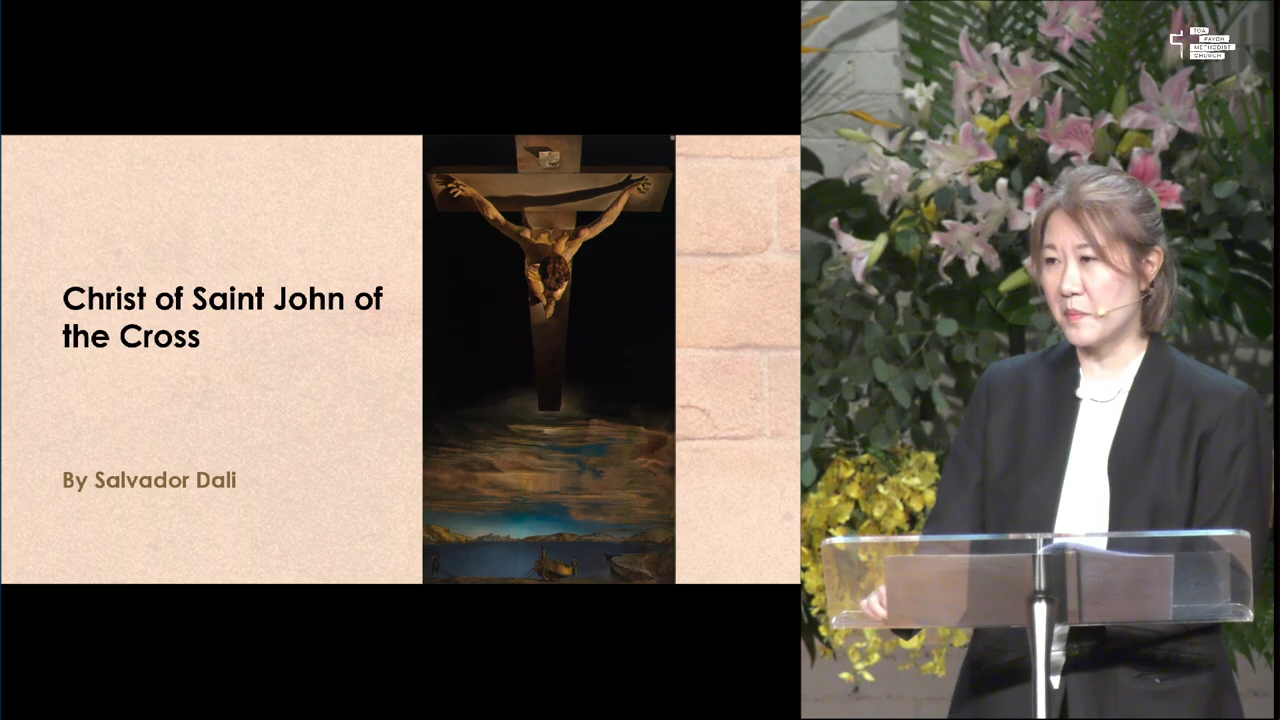 Christ of Saint John of
the Cross
By Salvador Dali
TOA
PAYOH
METHODIST
CHURCH